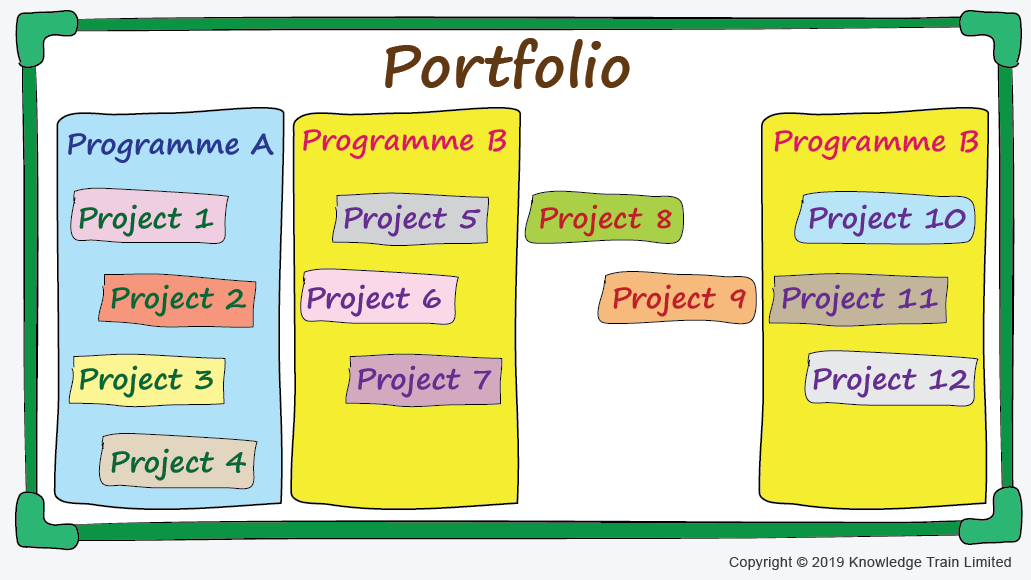 Portfolio
Programme A
Project 1
Project 2
Project 3
Project 4
Programme B
Project 5
Project 6
Project 7
Project 8
Project 9
Programme B
Project 10
Project 11
Project 12
Copyright © 2019 Knowledge Train Limited